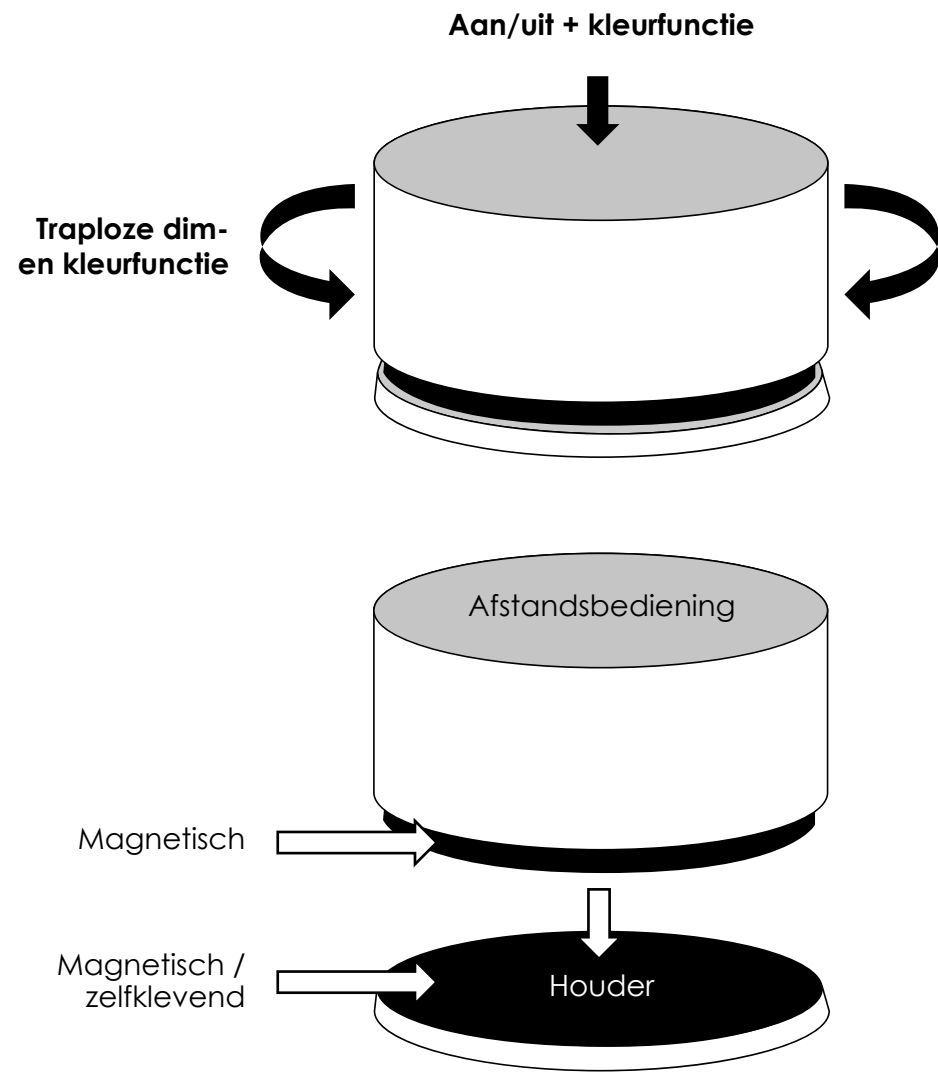 Aan/uit + kleurfunctie
Traploze dim-
en kleurfunctie
Afstandsbediening
Magnetisch
Magnetisch /
zelfklevend
Houder